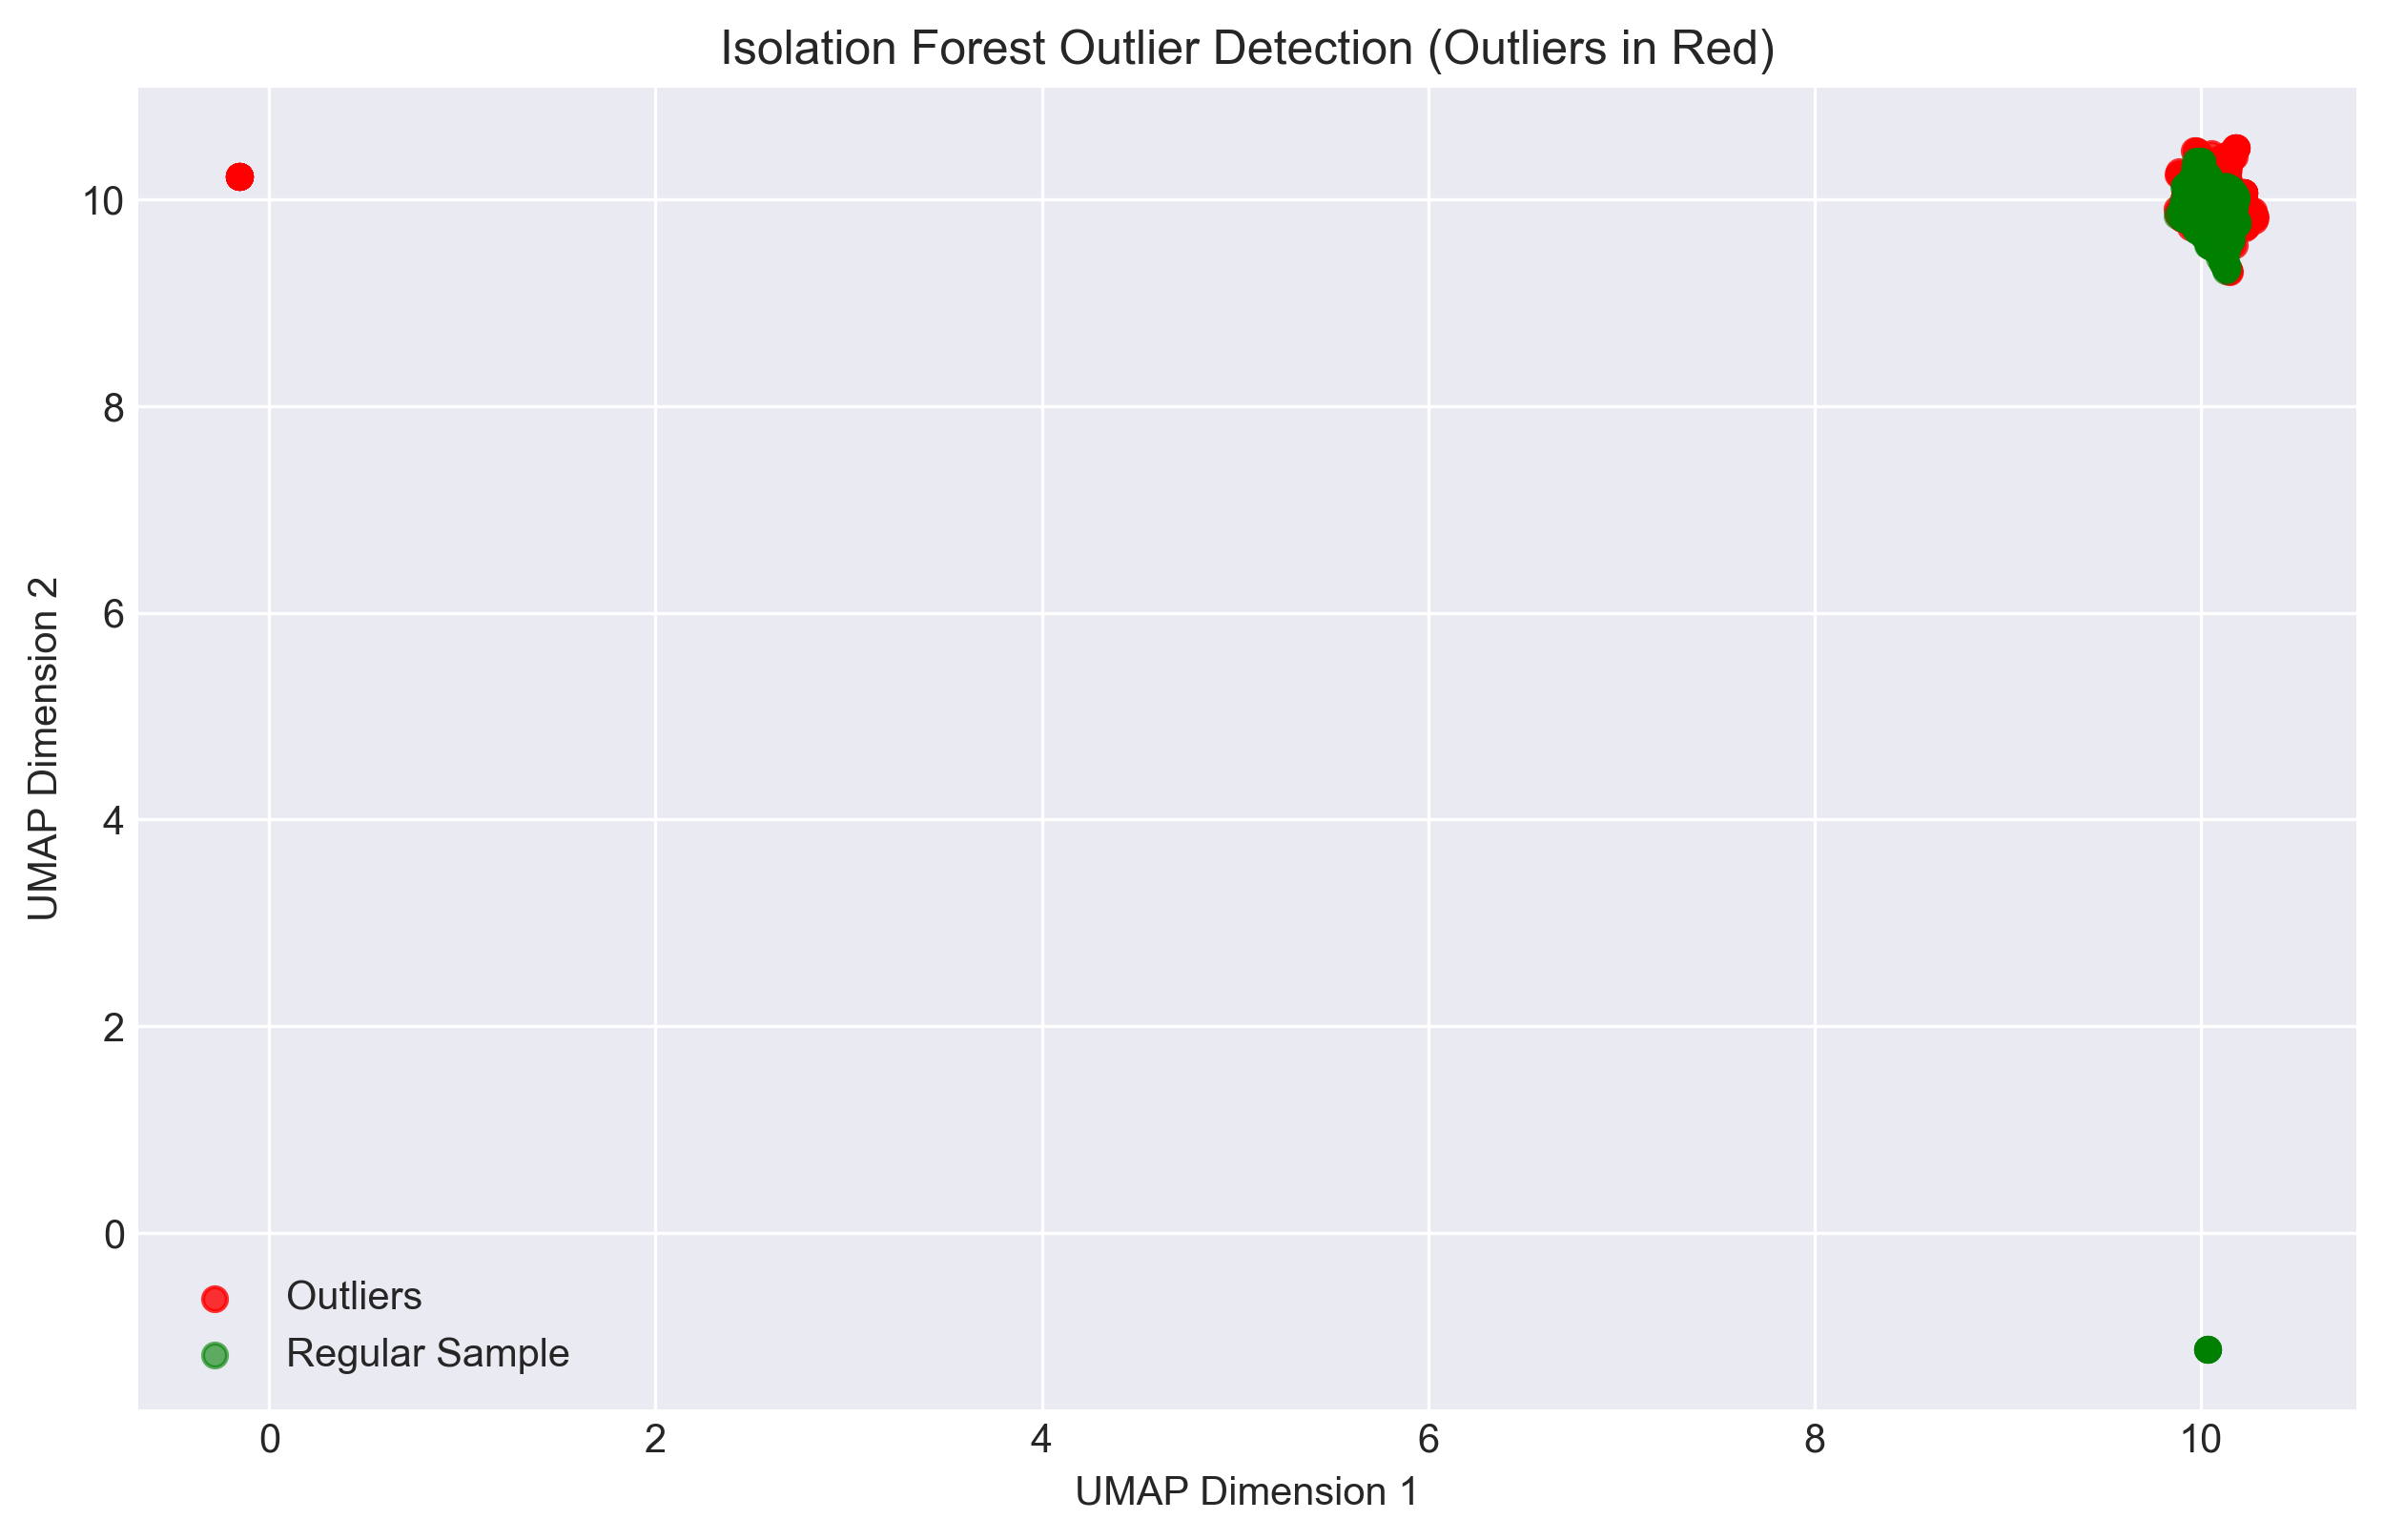 Isolation Forest Outlier Detection (Outliers in Red)
UMAP Dimension 2
10
8
6
4
2
0
Outliers
Regular Sample
0 2 4 6 8 10
UMAP Dimension 1